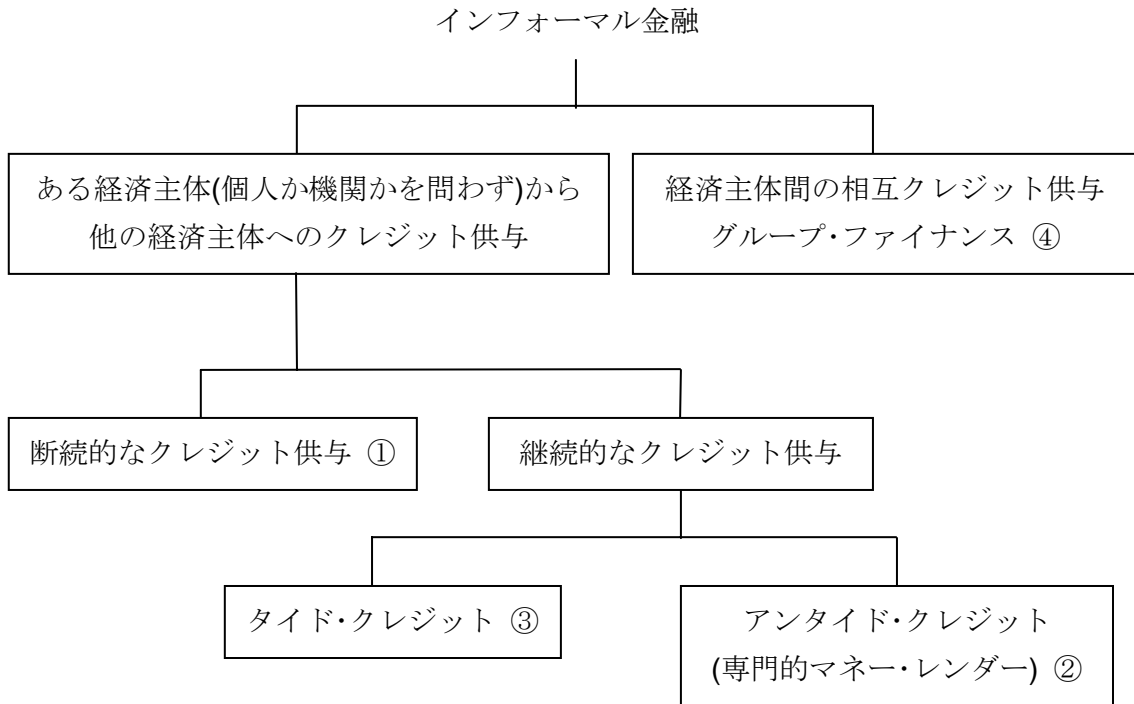 インフォーマル金融
ある経済主体(個人か機関かを問わず)から
他の経済主体へのクレジット供与
経済主体間の相互クレジット供与
グループ・ファイナンス ④
断続的なクレジット供与 ①
継続的なクレジット供与
タイド・クレジット ③
アンタイド・クレジット
(専門的マネー・レンダー) ②